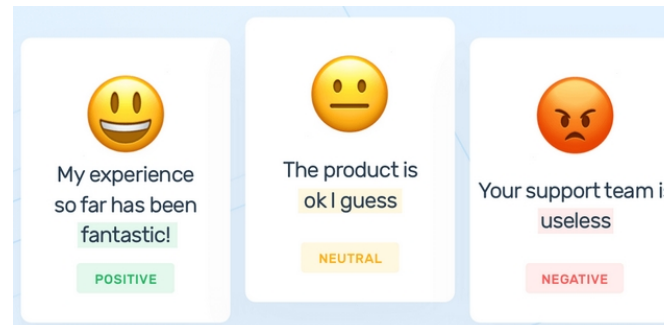 My experience
so far has been
fantastic!
POSITIVE
The product is
ok I guess
NEUTRAL
Your support team is
useless
NEGATIVE